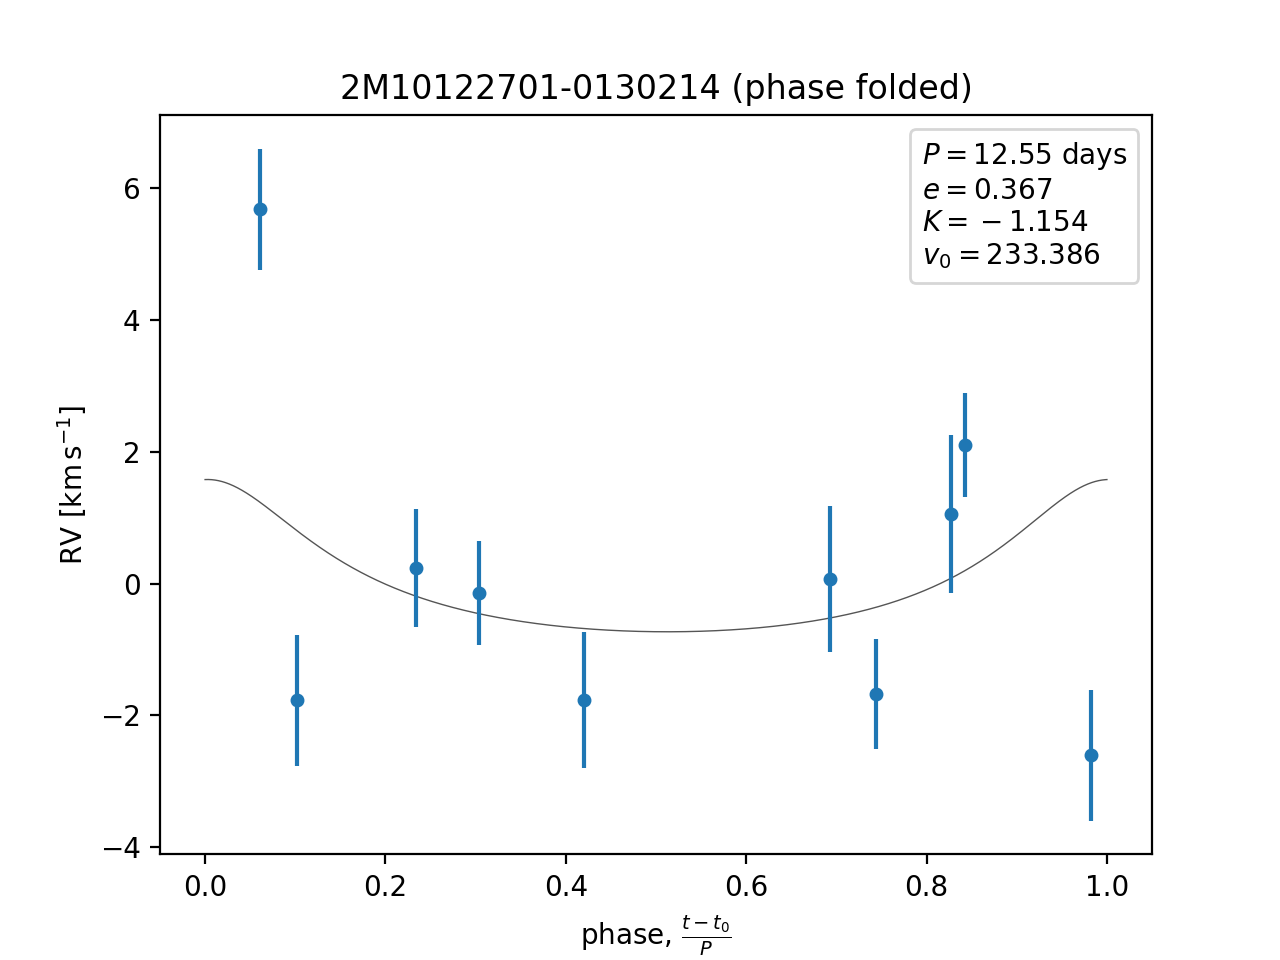 2M10122701-0130214 (phase folded)
P = 12.55 days
e = 0.367
K = −1.154
v₀ = 233.386
RV [km s⁻¹]
6
4
2
0
−2
−4
0.0 0.2 0.4 0.6 0.8 1.0
phase, (t − t₀)/P